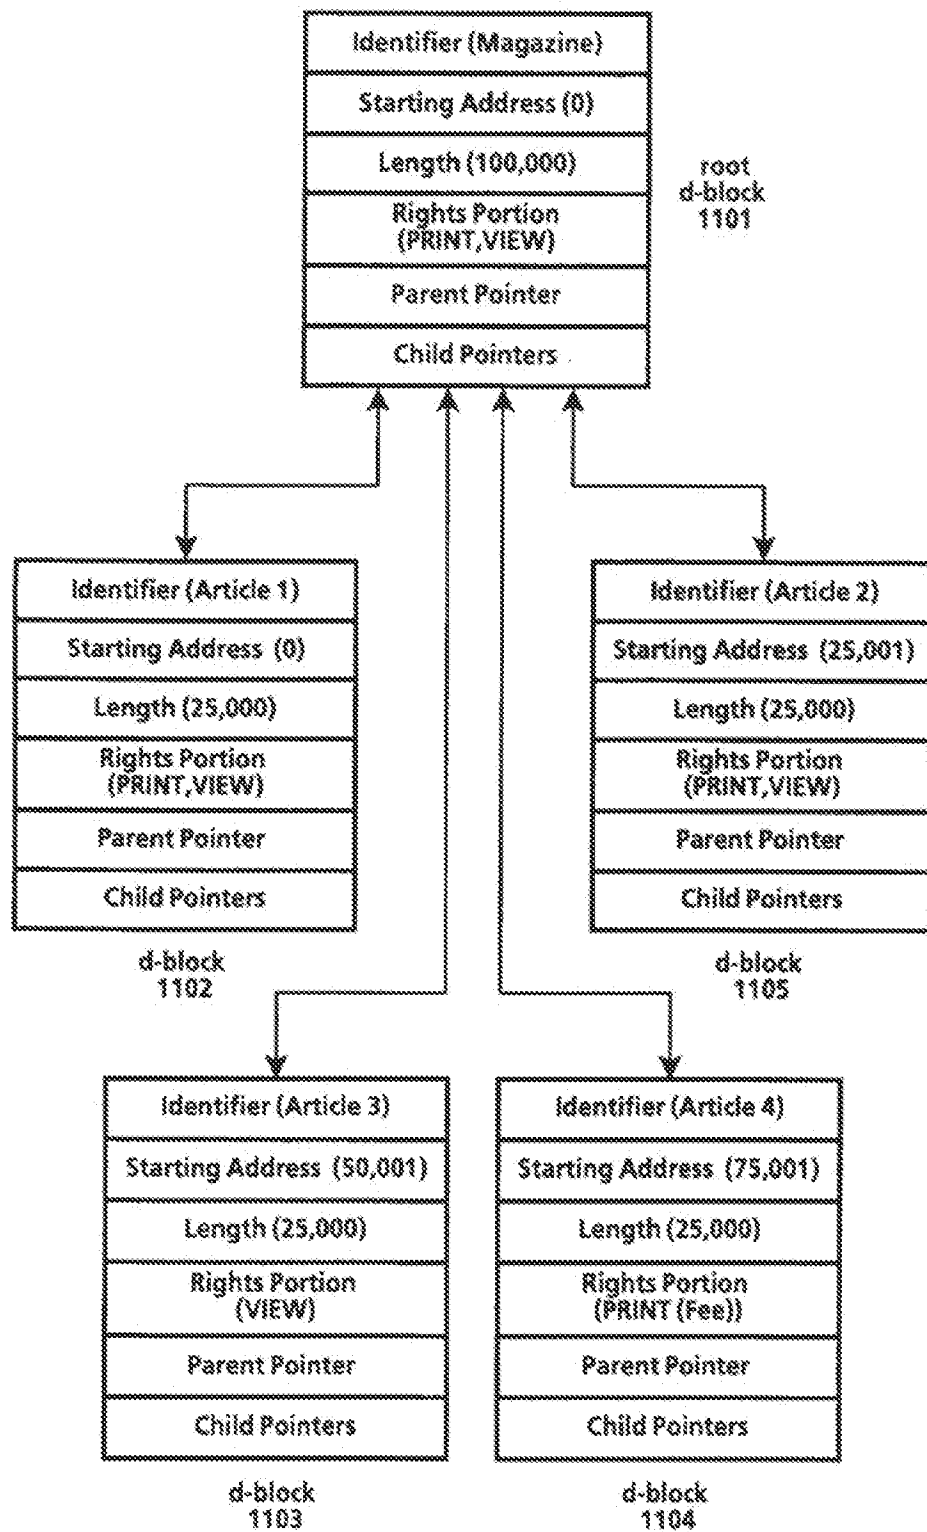 Identifier (Magazine)
Starting Address (0)
Length (100,000)
Rights Portion
(PRINT,VIEW)
Parent Pointer
Child Pointers
root
d-block
1101
Identifier (Article 1)
Starting Address (0)
Length (25,000)
Rights Portion
(PRINT,VIEW)
Parent Pointer
Child Pointers
d-block
1102
Identifier (Article 2)
Starting Address (25,001)
Length (25,000)
Rights Portion
(PRINT,VIEW)
Parent Pointer
Child Pointers
d-block
1105
Identifier (Article 3)
Starting Address (50,001)
Length (25,000)
Rights Portion
(VIEW)
Parent Pointer
Child Pointers
d-block
1103
Identifier (Article 4)
Starting Address (75,001)
Length (25,000)
Rights Portion
(PRINT (Fee))
Parent Pointer
Child Pointers
d-block
1104